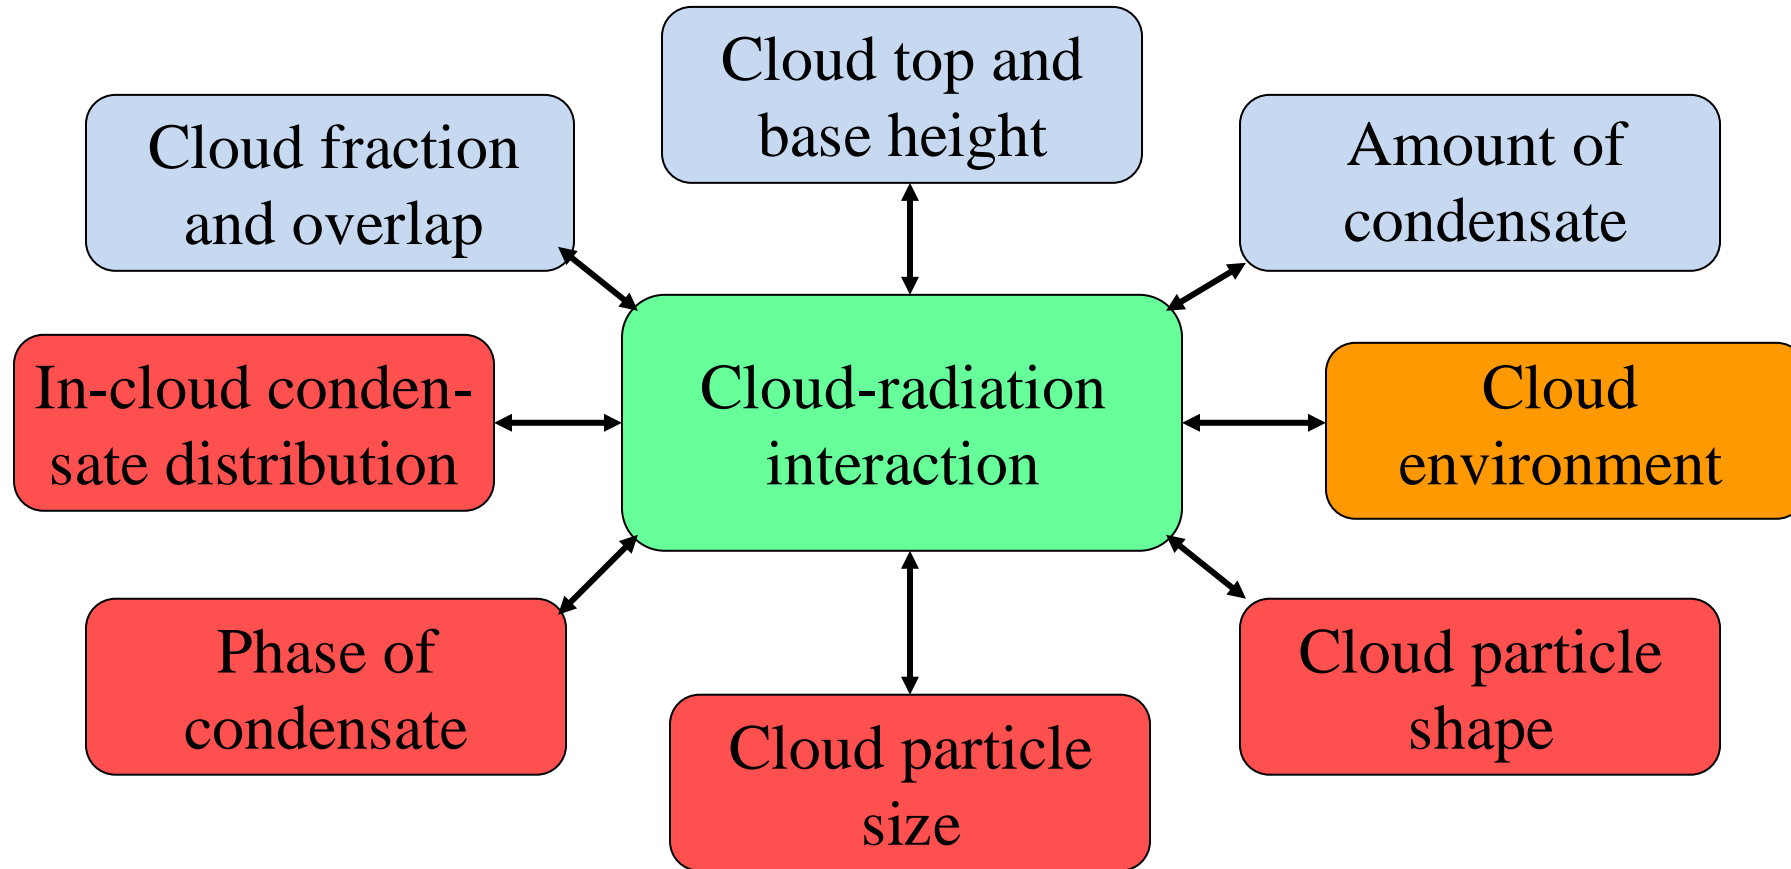 Cloud top and
base height
Cloud fraction
and overlap
Amount of
condensate
In-cloud conden-
sate distribution
Cloud-radiation
interaction
Cloud
environment
Phase of
condensate
Cloud particle
size
Cloud particle
shape